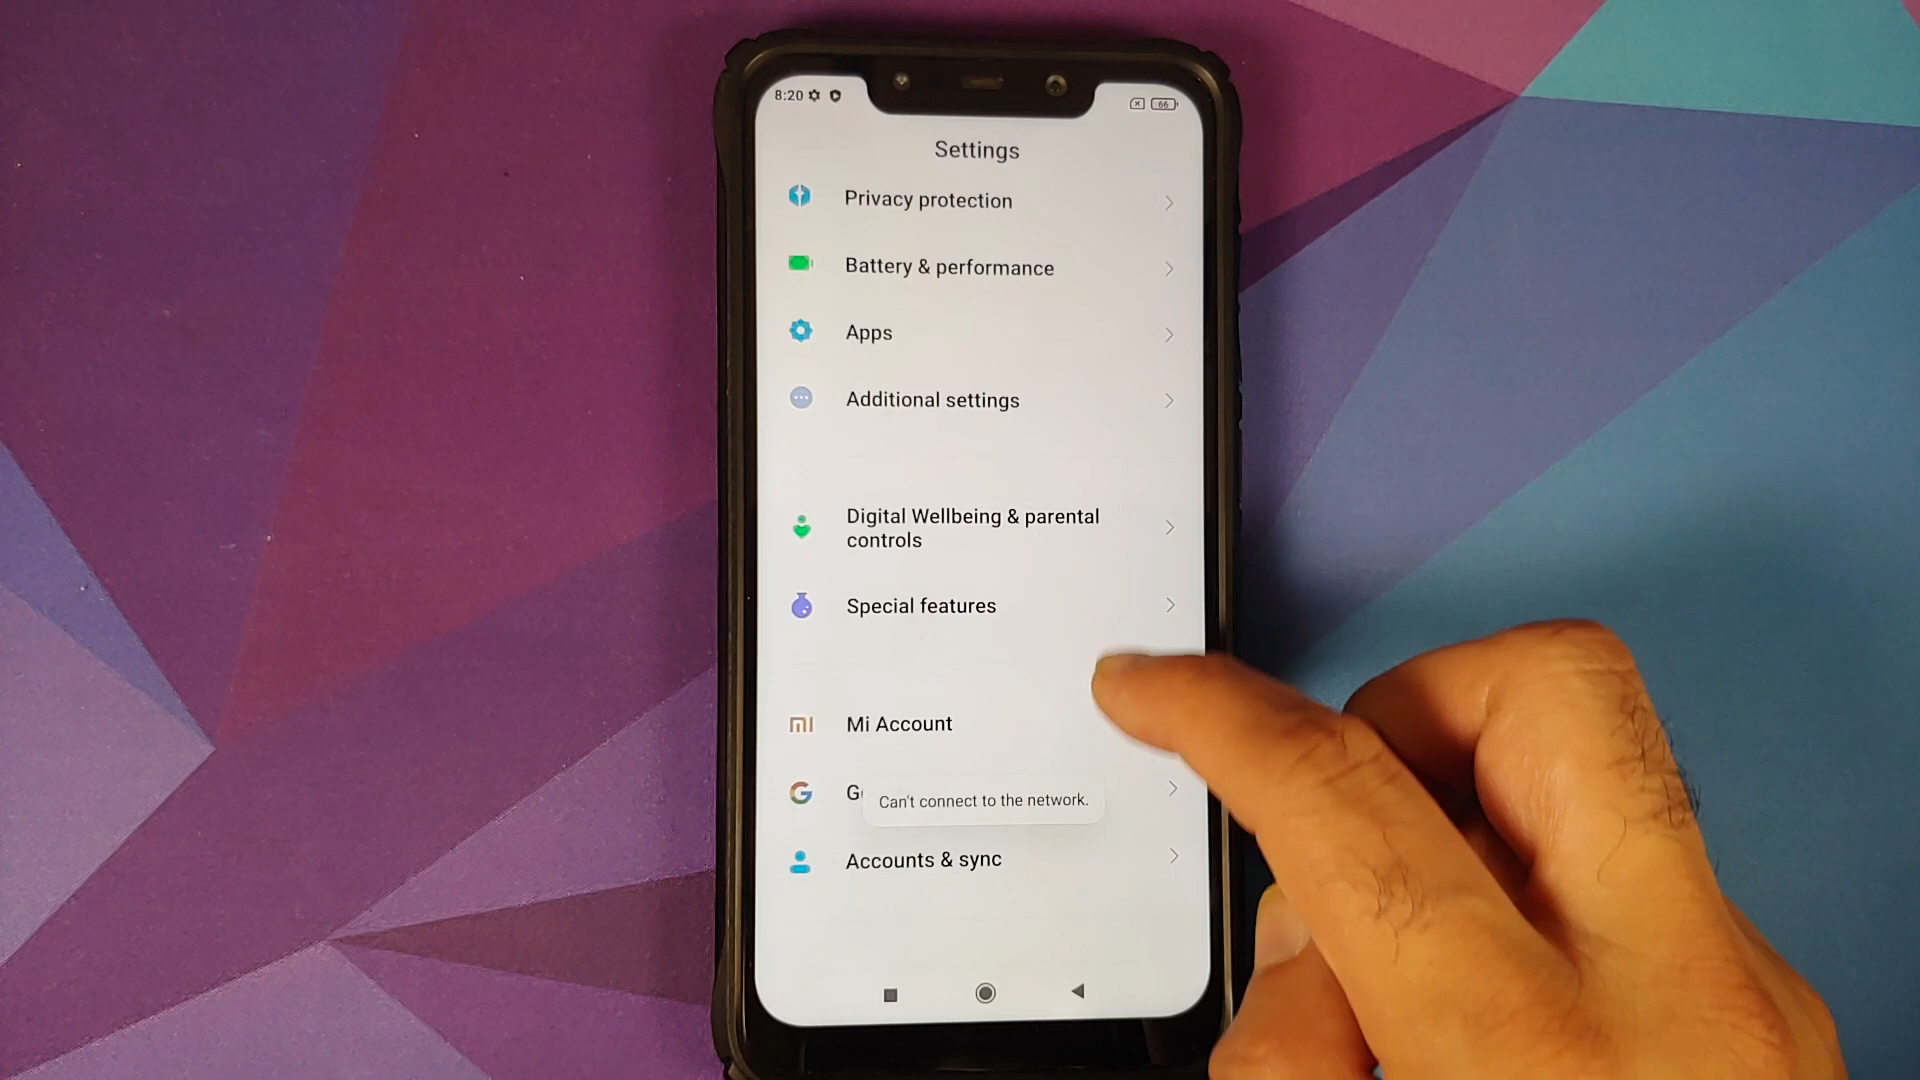 8:20
66
Settings
Privacy protection
Battery & performance
Apps
Additional settings
Digital Wellbeing & parental
controls
Special features
Mi Account
G
Can't connect to the network.
Accounts & sync